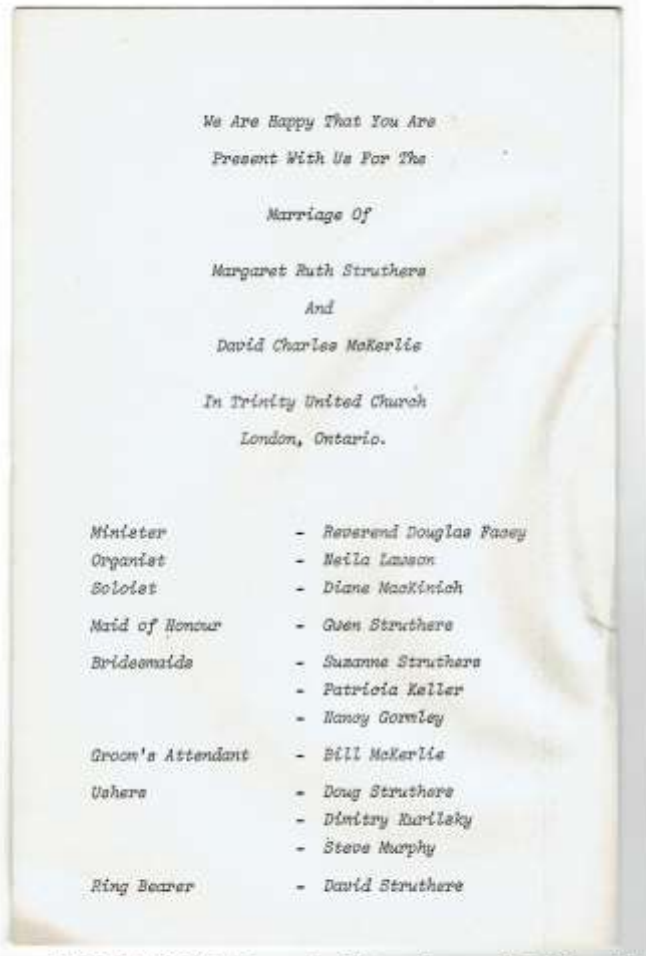 We Are Happy That You Are
Present With Us For The
Marriage Of
Margaret Ruth Struthers
And
David Charles McKerlie
In Trinity United Church
London, Ontario.
Minister - Reverend Douglas Facey
Organist - Neila Lawson
Soloist - Diane MacKinich
Maid of Honour - Gwen Struthers
Bridesmaids - Suzanne Struthers
- Patricia Keller
- Nancy Gormley
Groom's Attendant - Bill McKerlie
Ushers - Doug Struthers
- Dimitry Kurilsky
- Steve Murphy
Ring Bearer - David Struthers